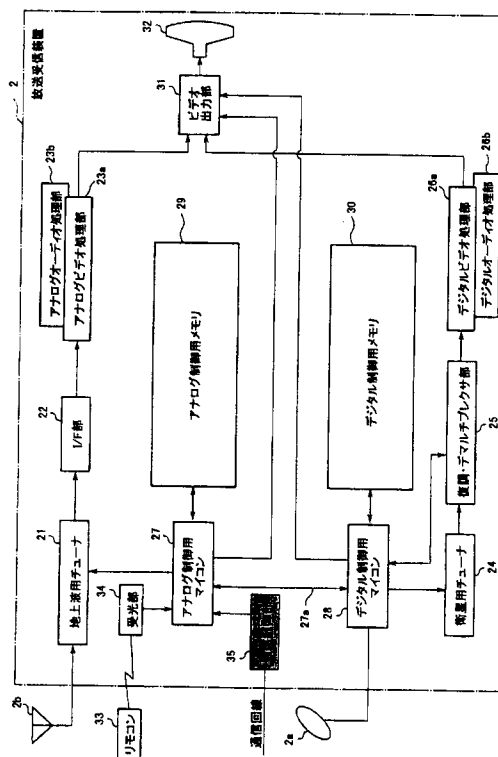 2
放送受信装置
32
31
ビデオ
出力部
23b
アナログオーディオ処理部
23a
アナログビデオ処理部
22
I/F部
21
地上波用チューナ
2b
33
リモコン
34
受光部
27
アナログ制御用
マイコン
29
アナログ制御用メモリ
35
通信回線
27a
28
デジタル制御用
マイコン
30
デジタル制御用メモリ
2a
24
衛星用チューナ
25
復調・デマルチプレクサ部
26a
デジタルビデオ処理部
26b
デジタルオーディオ処理部